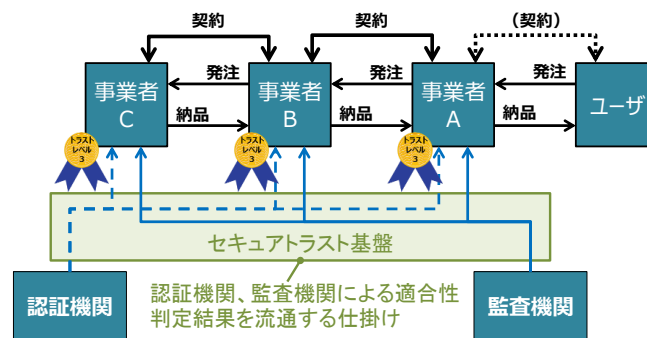 契約
契約
（契約）
事業者
C
発注
納品
事業者
B
発注
納品
事業者
A
発注
納品
ユーザ
トラスト
レベル
3
トラスト
レベル
3
トラスト
レベル
3
セキュアトラスト基盤
認証機関
認証機関、監査機関による適合性
判定結果を流通する仕掛け
監査機関